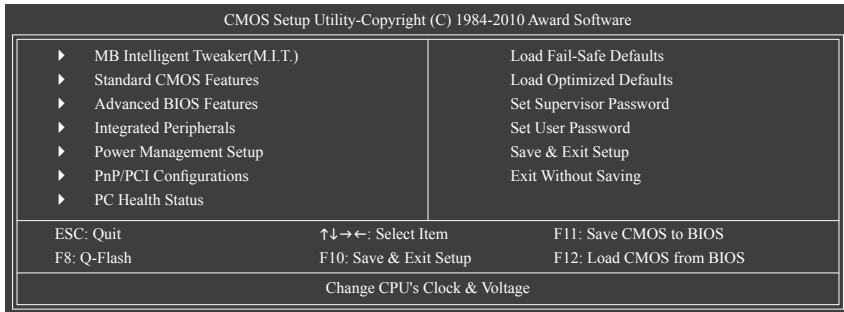 CMOS Setup Utility-Copyright (C) 1984-2010 Award Software
MB Intelligent Tweaker(M.I.T.)
Standard CMOS Features
Advanced BIOS Features
Integrated Peripherals
Power Management Setup
PnP/PCI Configurations
PC Health Status
Load Fail-Safe Defaults
Load Optimized Defaults
Set Supervisor Password
Set User Password
Save & Exit Setup
Exit Without Saving
ESC: Quit ↑↓→←: Select Item F11: Save CMOS to BIOS
F8: Q-Flash F10: Save & Exit Setup F12: Load CMOS from BIOS
Change CPU's Clock & Voltage